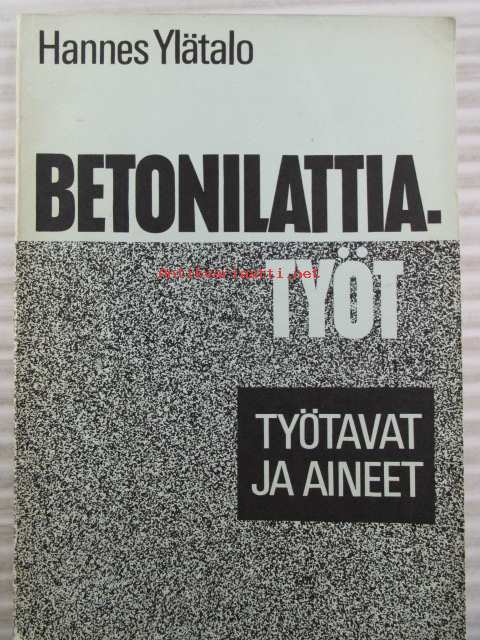 Hannes Ylätalo
BETONILATTIA-
Antikvariaatti.net
TYÖT
TYÖTAVAT
JA AINEET